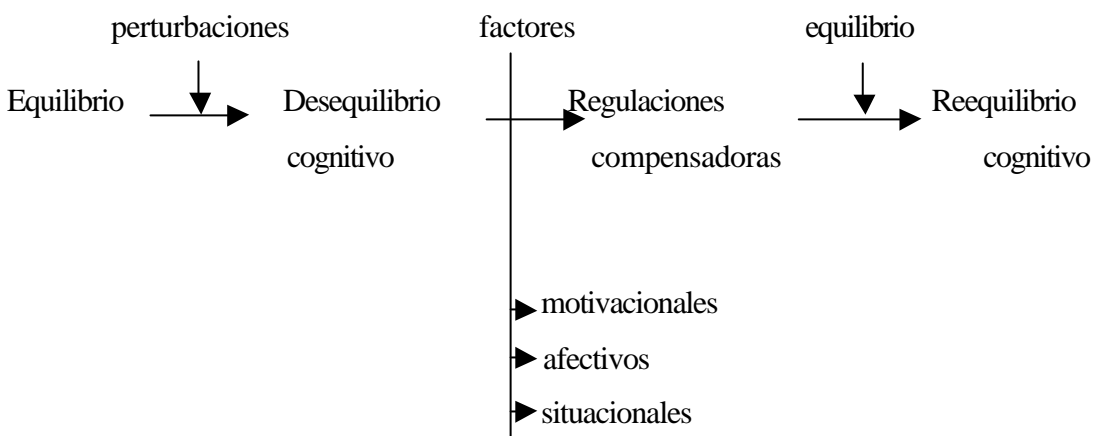 perturbaciones factores equilibrio
Equilibrio Desequilibrio Regulaciones Reequilibrio
cognitivo compensadoras cognitivo
motivacionales
afectivos
situacionales